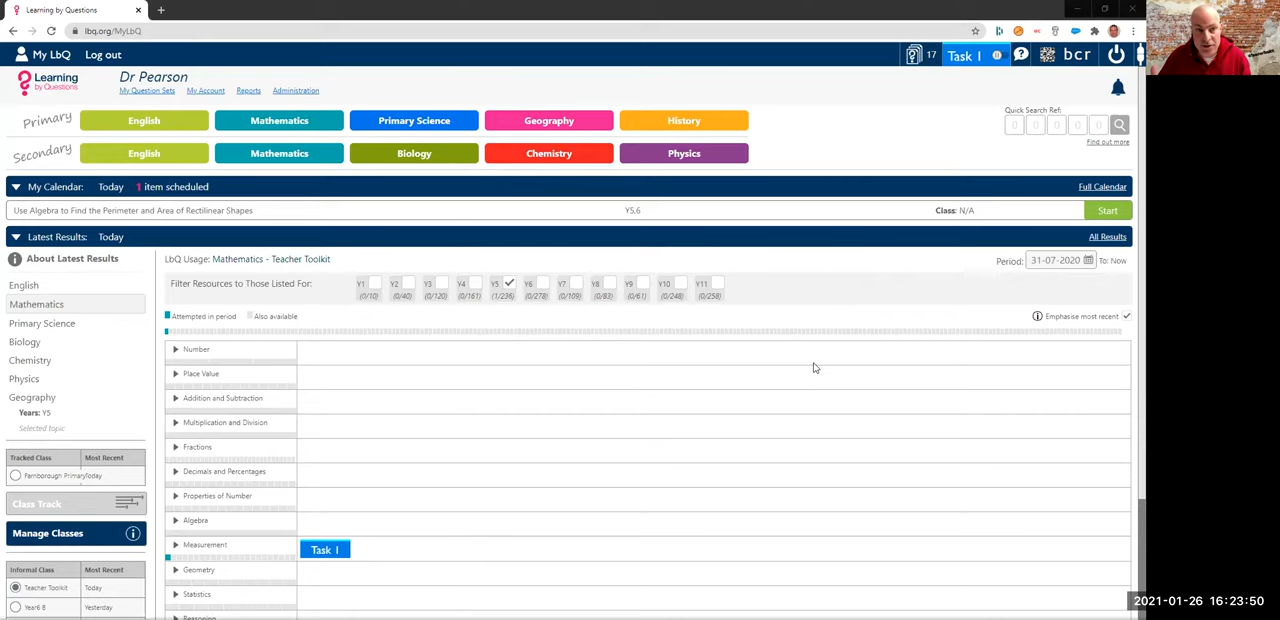 Learning by Questions
lbq.org/MyLbQ
My LbQ Log out 17 Task 1 bcr
Learning by Questions
Dr Pearson
My Question Sets My Account Reports Administration
Primary English Mathematics Primary Science Geography History
Quick Search Ref:
0 0 0 0 0
Find out more
Secondary English Mathematics Biology Chemistry Physics
My Calendar: Today 1 item scheduled Full Calendar
Use Algebra to Find the Perimeter and Area of Rectilinear Shapes Y5,6 Class: N/A Start
Latest Results: Today All Results
About Latest Results
LbQ Usage: Mathematics - Teacher Toolkit Period: 31-07-2020 To: Now
Filter Resources to Those Listed For: Y1 Y2 Y3 Y4 Y5 Y6 Y7 Y8 Y9 Y10 Y11
(0/10) (0/40) (0/120) (0/161) (1/236) (0/278) (0/109) (0/83) (0/61) (0/248) (0/258)
Attempted in period Also available Emphasise most recent
English
Mathematics
Primary Science
Biology
Chemistry
Physics
Geography
Years: Y5
Selected topic
Tracked Class Most Recent
Farnborough Primary Today
Class Track
Manage Classes
Informal Class Most Recent
Teacher Toolkit Today
Year6 8 Yesterday
Number
Place Value
Addition and Subtraction
Multiplication and Division
Fractions
Decimals and Percentages
Properties of Number
Algebra
Measurement Task 1
Geometry
Statistics
Reasoning
2021-01-26 16:23:50